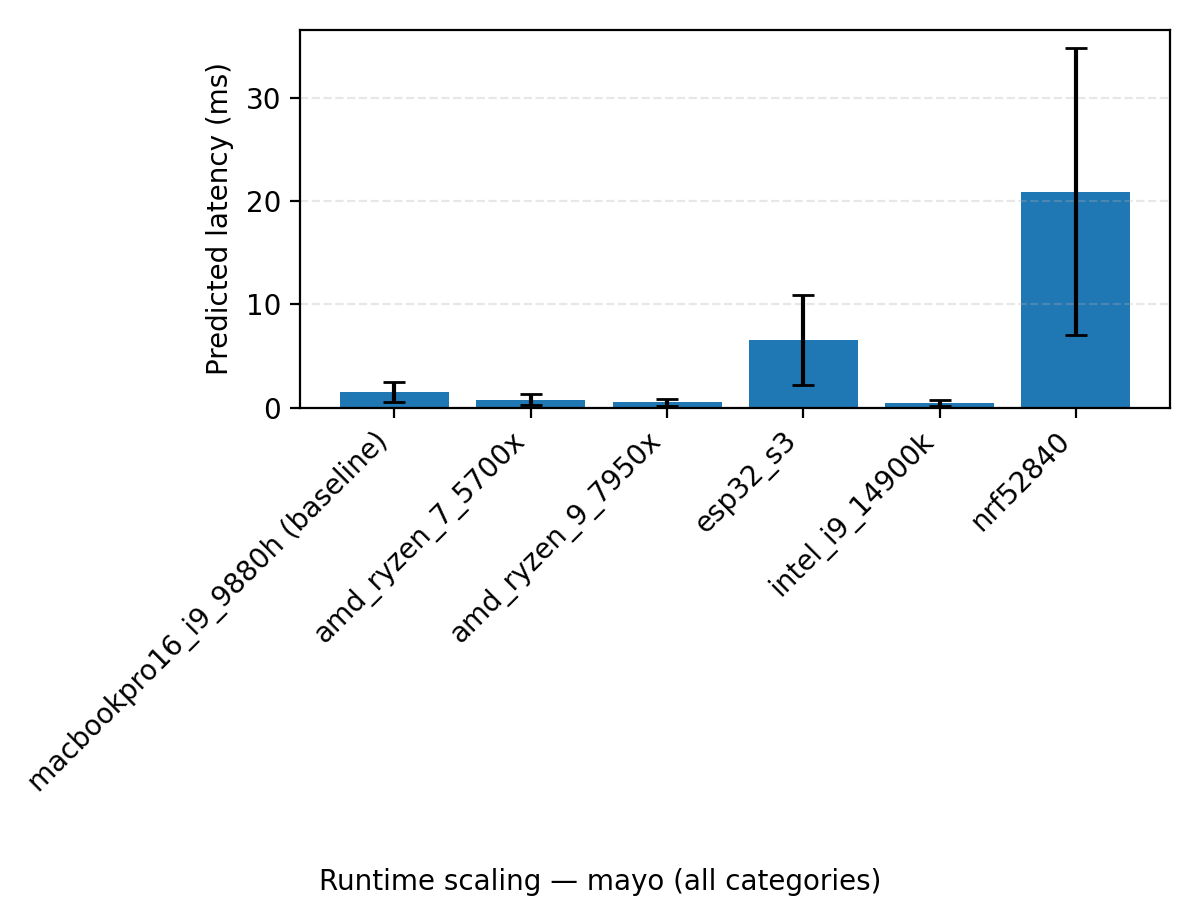 Predicted latency (ms)
30
20
10
0
macbookpro16_i9_9880h (baseline)
amd_ryzen_7_5700x
amd_ryzen_9_7950x
esp32_s3
intel_i9_14900k
nrf52840
Runtime scaling — mayo (all categories)